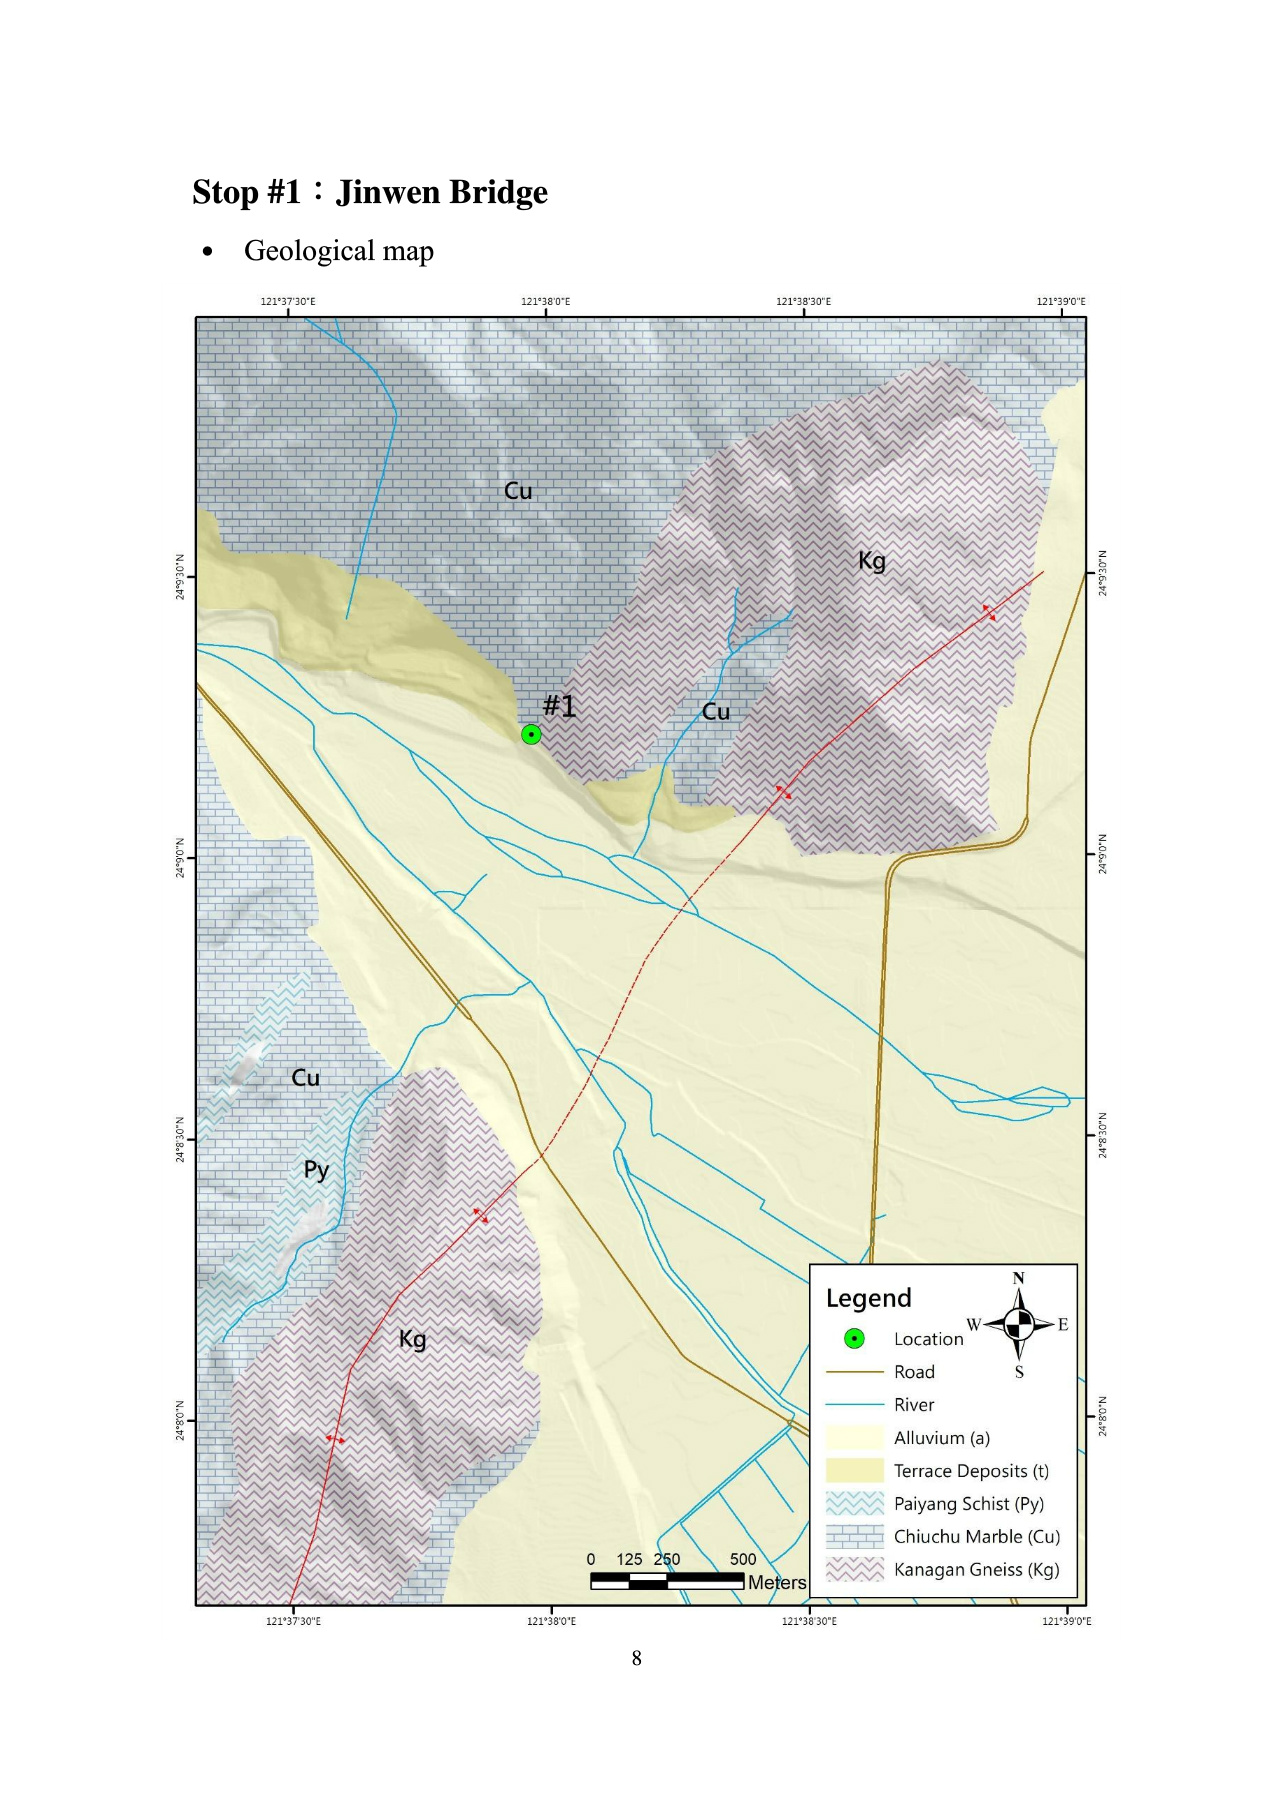 Stop #1：Jinwen Bridge
• Geological map
121°37'30"E 121°38'0"E 121°38'30"E 121°39'0"E
Cu
Kg
24°9'30"N 24°9'30"N
#1
Cu
24°9'0"N 24°9'0"N
Cu
24°8'30"N 24°8'30"N
Py
Kg
24°8'0"N 24°8'0"N
Legend
N
W E
S
Location
Road
River
Alluvium (a)
Terrace Deposits (t)
Paiyang Schist (Py)
Chiuchu Marble (Cu)
Kanagan Gneiss (Kg)
0 125 250 500
Meters
121°37'30"E 121°38'0"E 121°38'30"E 121°39'0"E
8